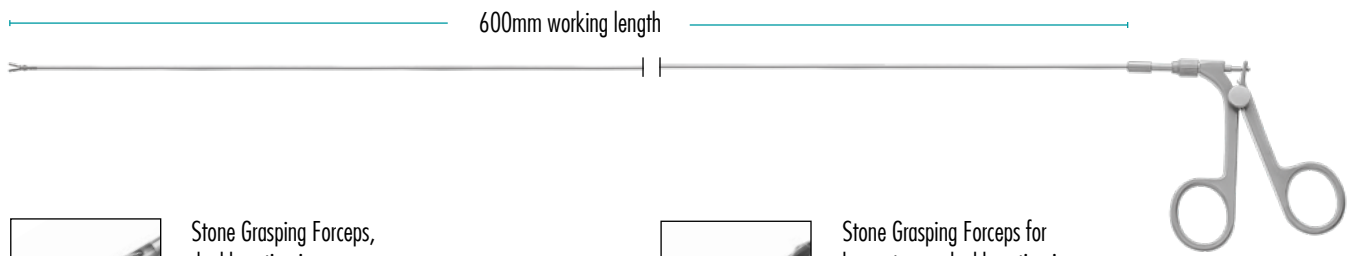 600mm working length
Stone Grasping Forceps,
Stone Grasping Forceps for